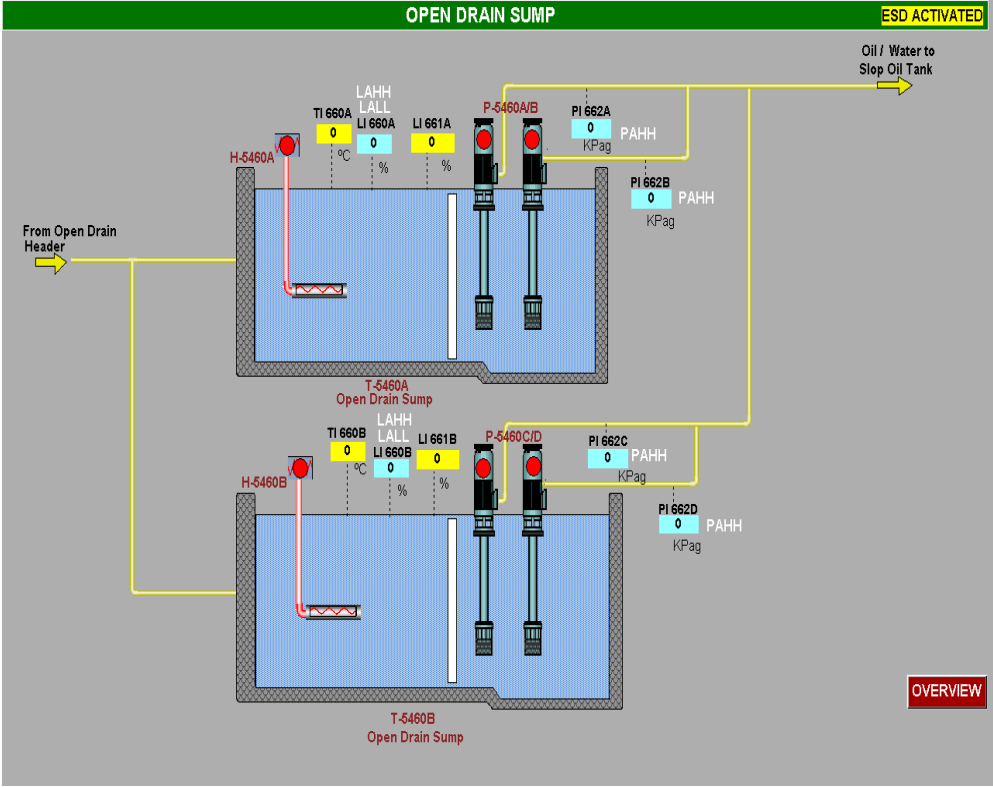 OPEN DRAIN SUMP
ESD ACTIVATED
Oil / Water to
Slop Oil Tank
LAHH
LALL
TI 660A
LI 660A
LI 661A
P-5460A/B
PI 662A
0
0
0
0
PAHH
ºC
%
%
KPag
H-5460A
PI 662B
0
PAHH
KPag
From Open Drain
Header
T-5460A
Open Drain Sump
LAHH
LALL
TI 660B
LI 660B
LI 661B
P-5460C/D
PI 662C
0
0
0
0
PAHH
ºC
%
%
KPag
H-5460B
PI 662D
0
PAHH
KPag
OVERVIEW
T-5460B
Open Drain Sump